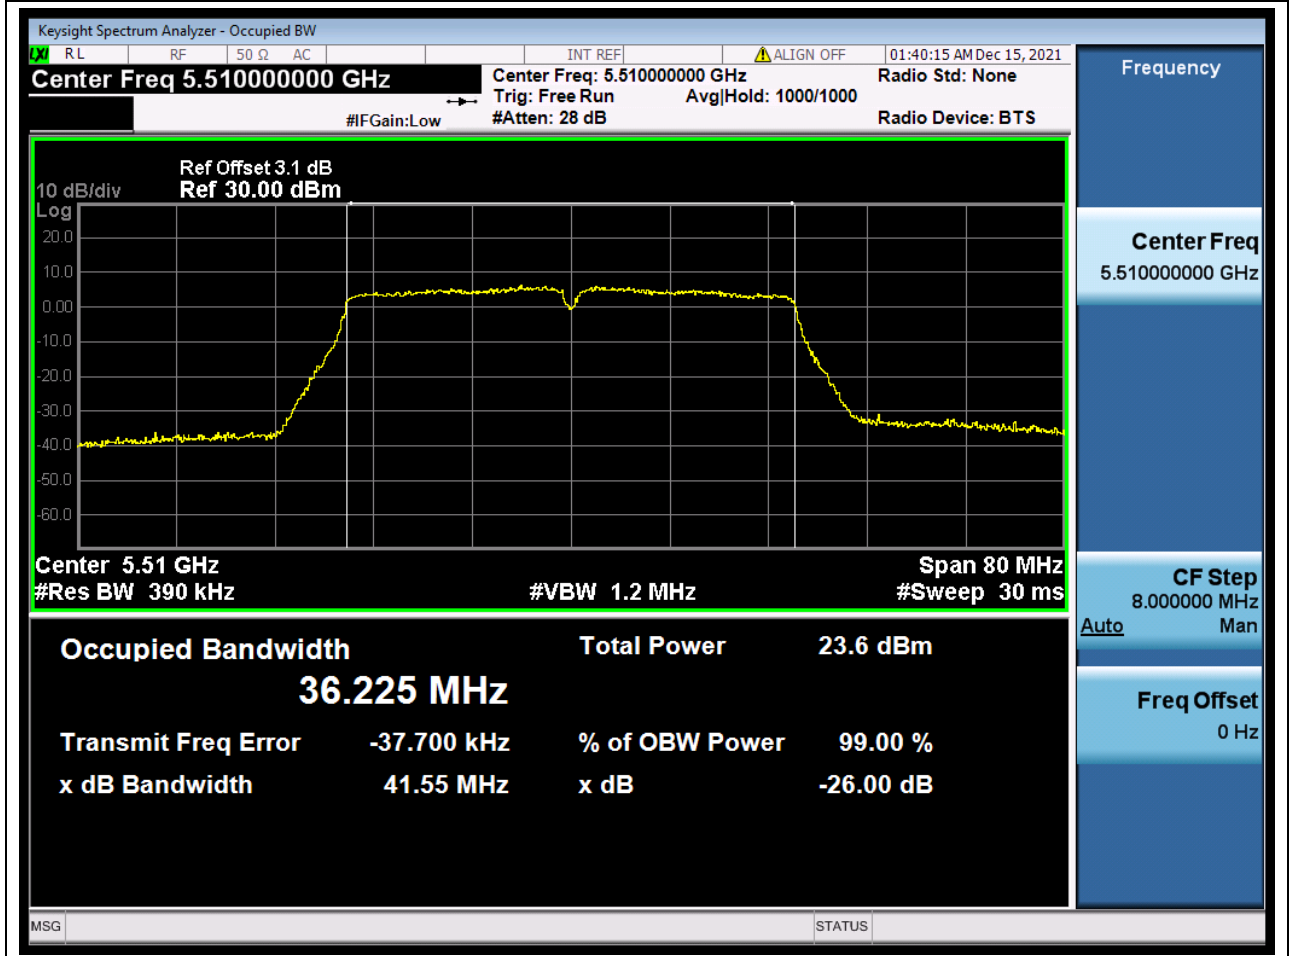 Keysight Spectrum Analyzer - Occupied BW
LXI RL RF 50 Ω AC INT REF ALIGN OFF 01:40:15 AM Dec 15, 2021
Center Freq 5.510000000 GHz
Center Freq: 5.510000000 GHz
Radio Std: None
Trig: Free Run Avg|Hold: 1000/1000
#IFGain:Low
#Atten: 28 dB
Radio Device: BTS
Ref Offset 3.1 dB
10 dB/div Ref 30.00 dBm
Log
20.0
10.0
0.00
-10.0
-20.0
-30.0
-40.0
-50.0
-60.0
Center 5.51 GHz Span 80 MHz
#Res BW 390 kHz #VBW 1.2 MHz #Sweep 30 ms
Occupied Bandwidth Total Power 23.6 dBm
36.225 MHz
Transmit Freq Error -37.700 kHz % of OBW Power 99.00 %
x dB Bandwidth 41.55 MHz x dB -26.00 dB
Frequency
Center Freq
5.510000000 GHz
CF Step
8.000000 MHz
Auto Man
Freq Offset
0 Hz
MSG STATUS